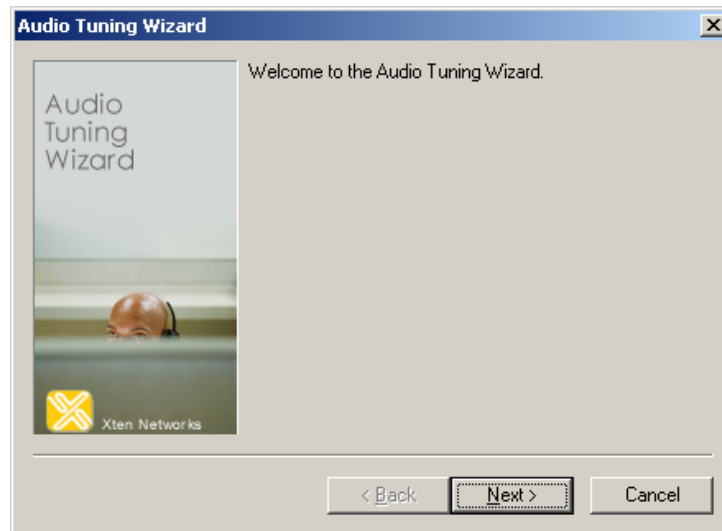 Audio Tuning Wizard
Welcome to the Audio Tuning Wizard.
Audio
Tuning
Wizard
Xten Networks
< Back
Next >
Cancel